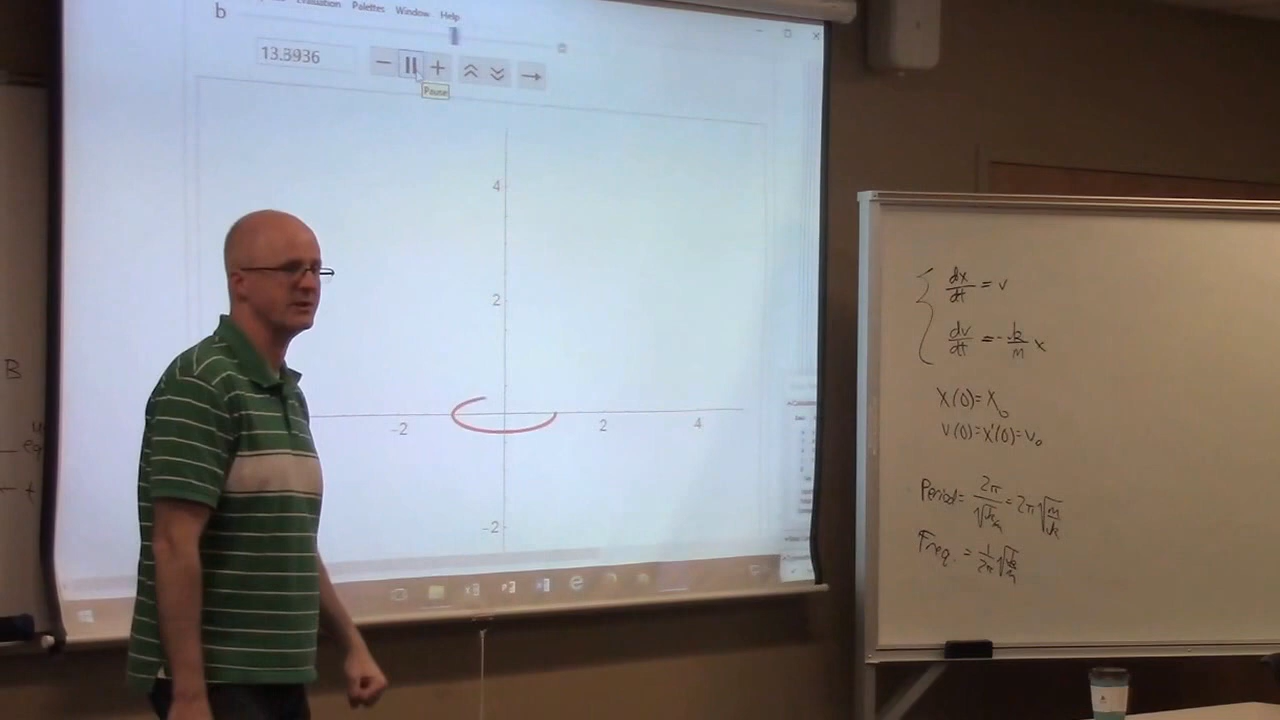 Evaluation Palettes Window Help
b
13.3936
Pause
4
2
-2 2 4
-2
B
dx/dt = v
dv/dt = -k/m x
x(0)=x₀
v(0)=x'(0)=v₀
Period = 2π/√(k/m) = 2π√(m/k)
Freq. = 1/2π √(k/m)